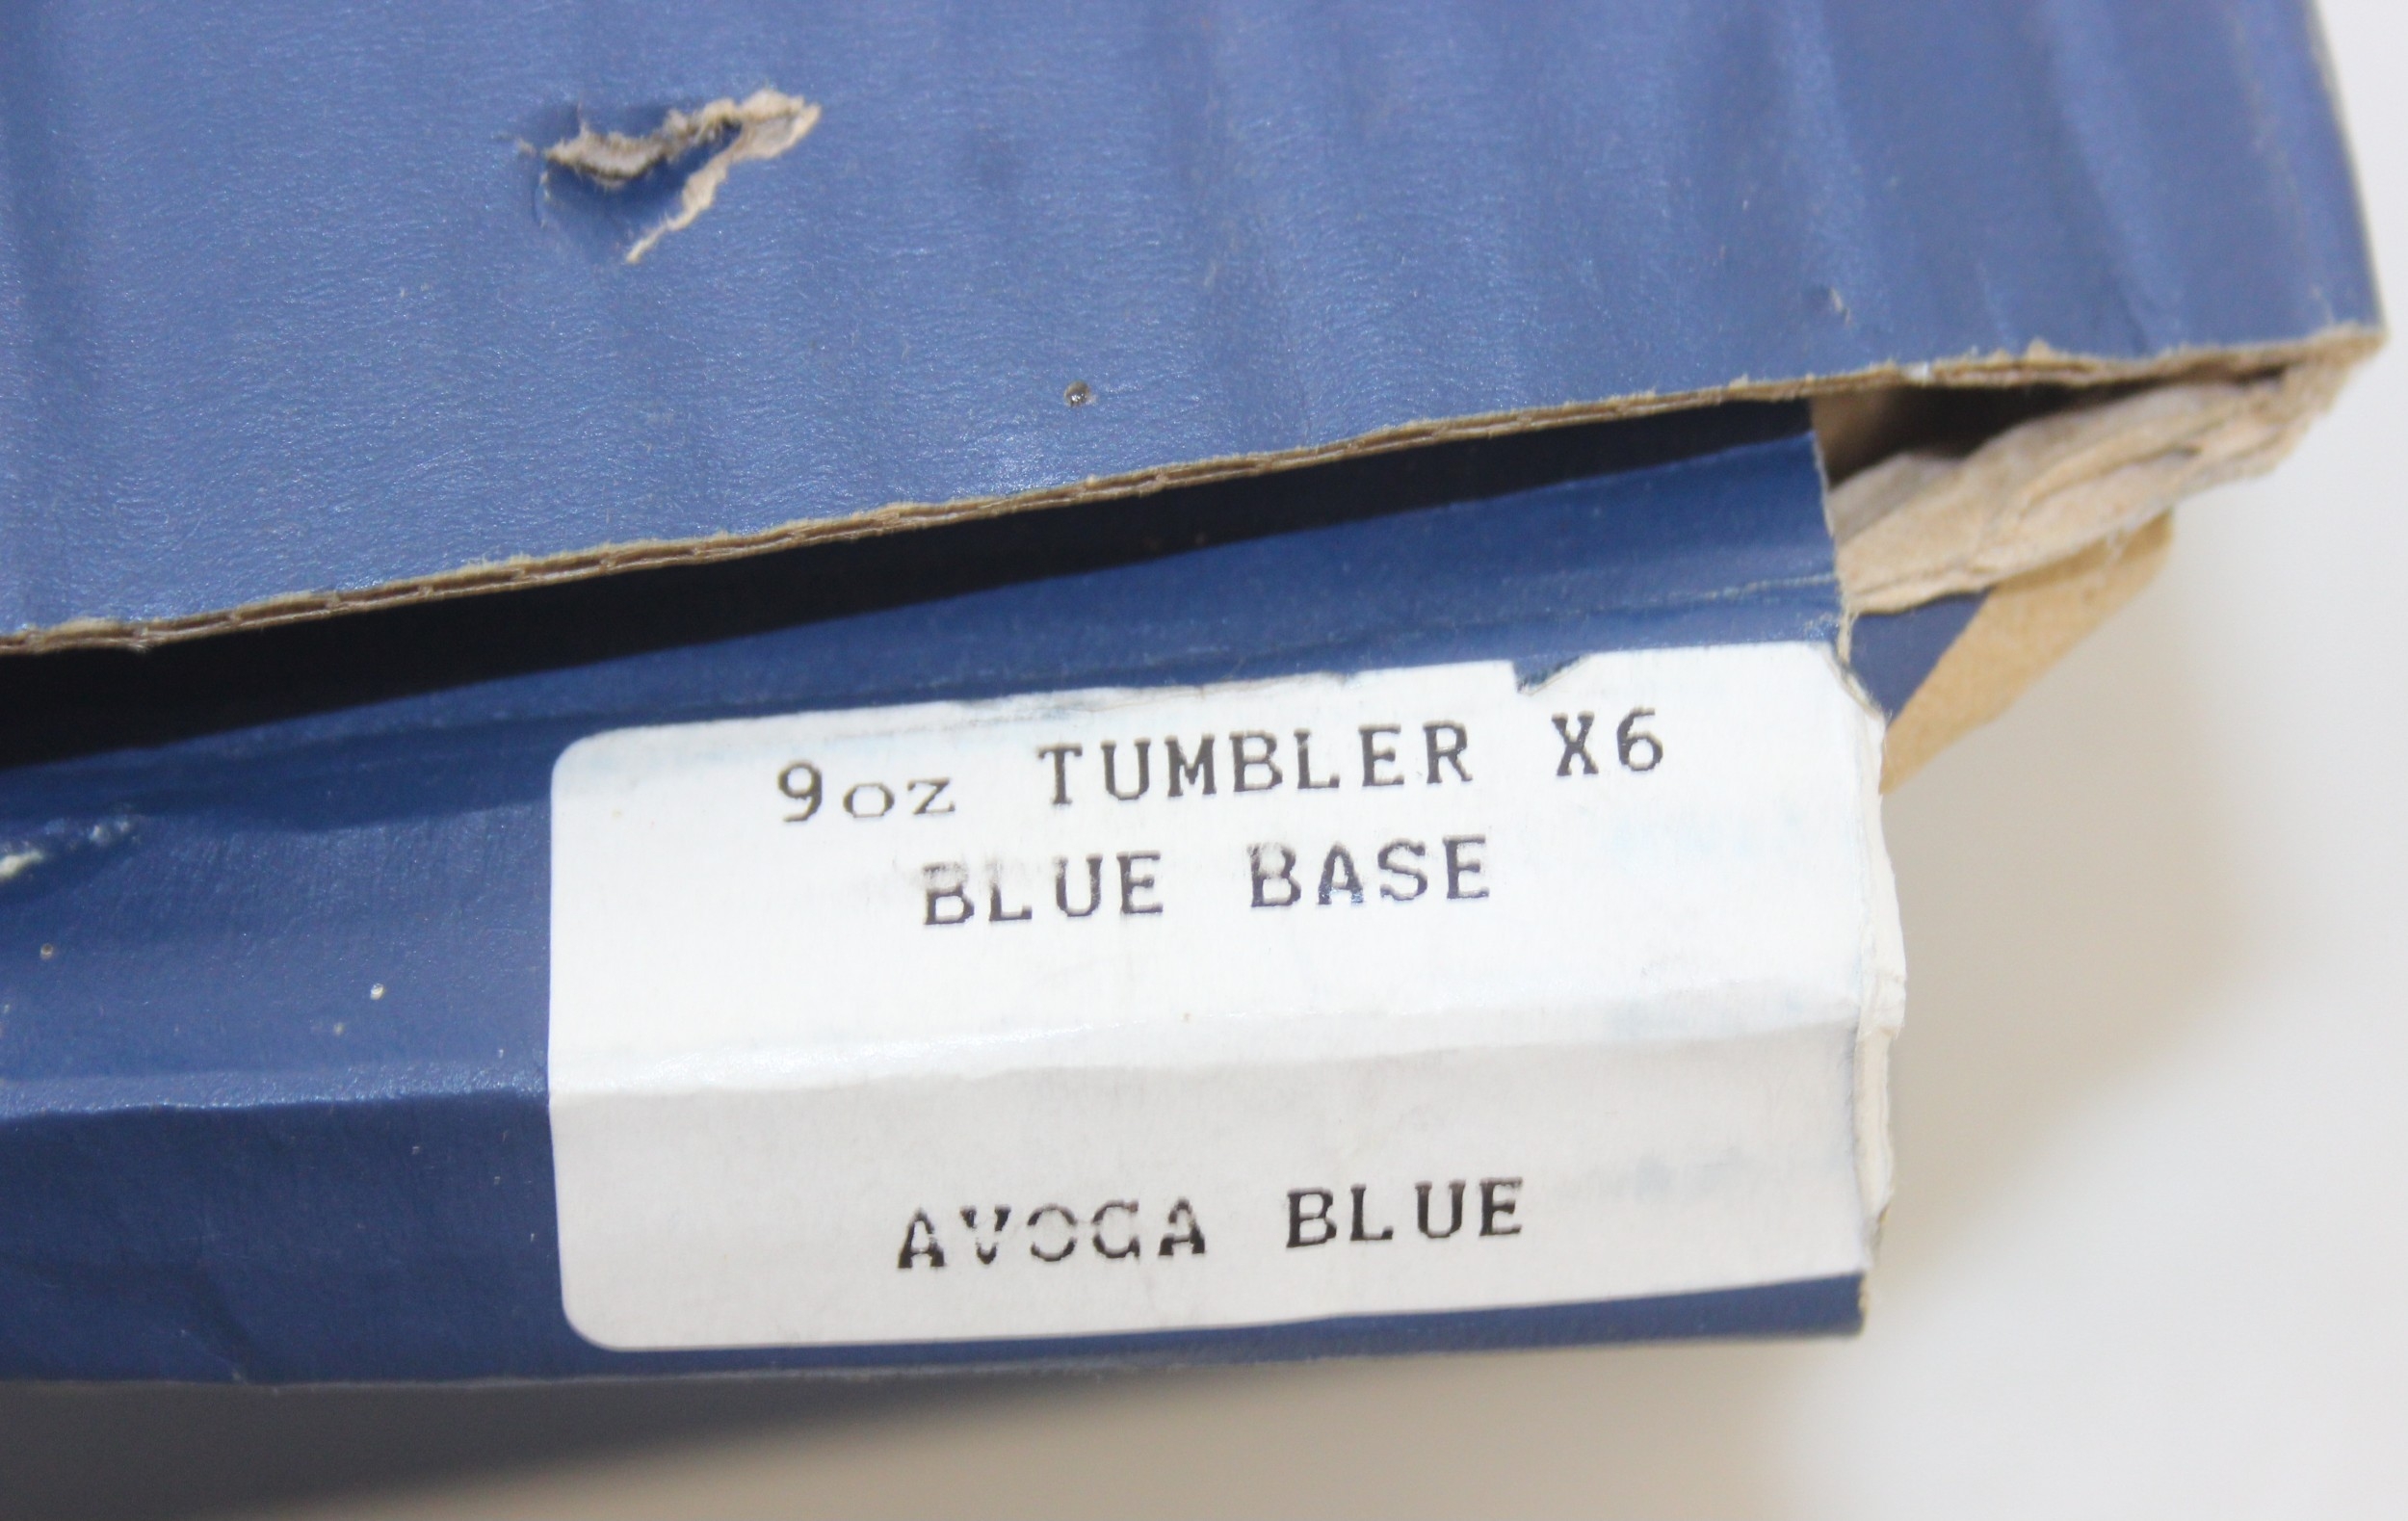 9oz TUMBLER X6
BLUE BASE
AVOCA BLUE